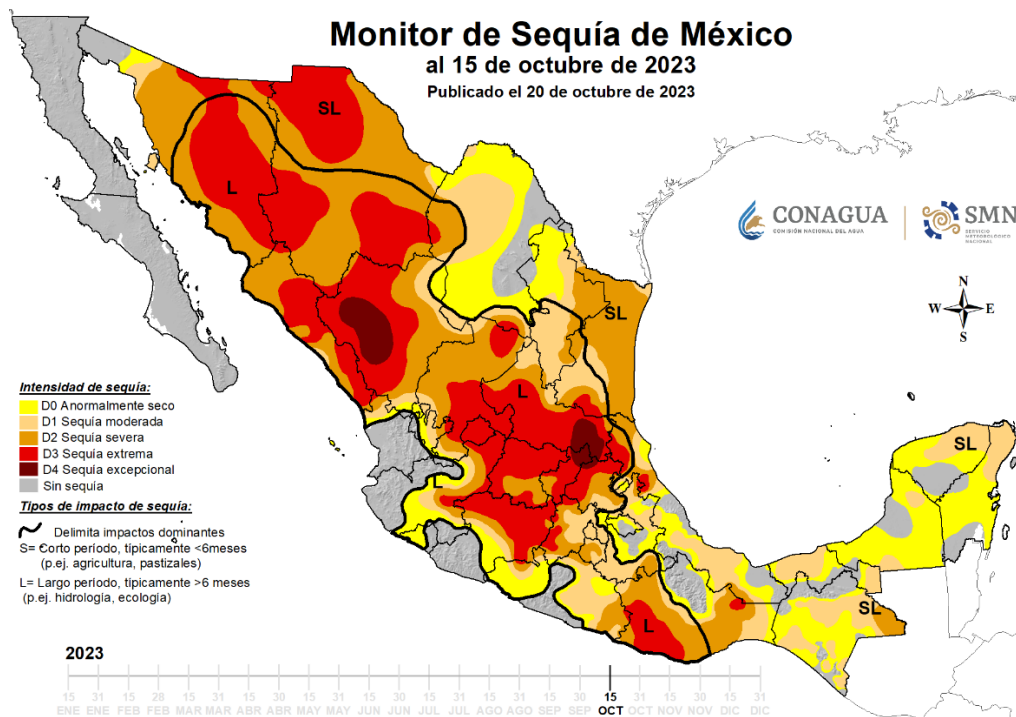 Monitor de Sequía de México
al 15 de octubre de 2023
Publicado el 20 de octubre de 2023
SL
L
CONAGUA
COMISIÓN NACIONAL DEL AGUA
SMN
SERVICIO
METEOROLÓGICO
NACIONAL
N
W E
S
SL
L
L
SL
SL
L
Intensidad de sequía:
D0 Anormalmente seco
D1 Sequía moderada
D2 Sequía severa
D3 Sequía extrema
D4 Sequía excepcional
Sin sequía
Tipos de impacto de sequía:
Delimita impactos dominantes
S= Corto período, típicamente <6meses
(p.ej. agricultura, pastizales)
L= Largo período, típicamente >6 meses
(p.ej. hidrología, ecología)
2023
15 31 15 28 15 31 15 30 15 31 15 30 15 31 15 31 15 30 15 31 15 30 15 31
ENE ENE FEB FEB MAR MAR ABR ABR MAY MAY JUN JUN JUL JUL AGO AGO SEP SEP OCT OCT NOV NOV DIC DIC